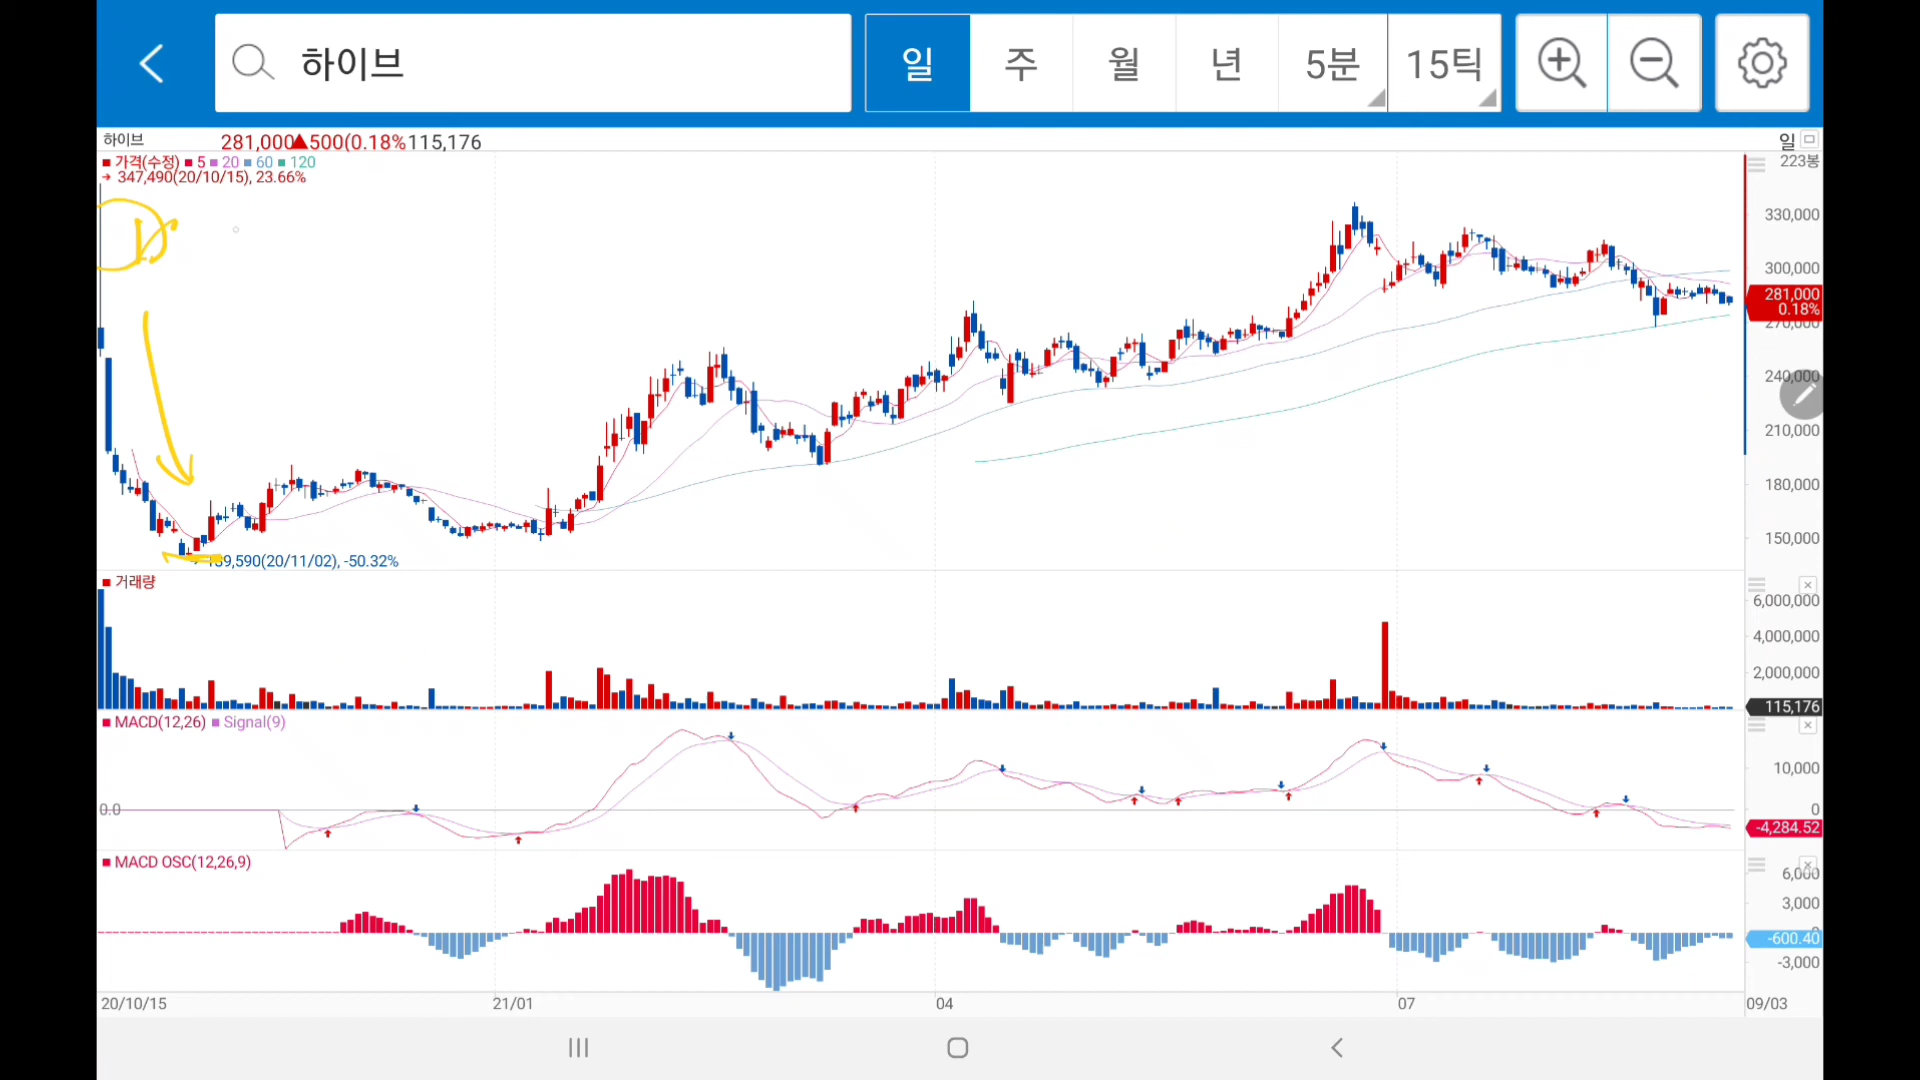 하이브
일 주 월 년 5분 15틱
하이브 281,000▲500(0.18% 115,176 일
가격(수정) 5 20 60 120 223봉
347,490(20/10/15), 23.66%
330,000
300,000
281,000
0.18%
270,000
240,000
210,000
180,000
150,000
139,590(20/11/02), -50.32%
거래량
6,000,000
4,000,000
2,000,000
115,176
MACD(12,26) Signal(9)
10,000
0.0 0
-4,284.52
MACD OSC(12,26,9)
6,000
3,000
-600.40
-3,000
20/10/15 21/01 04 07 09/03